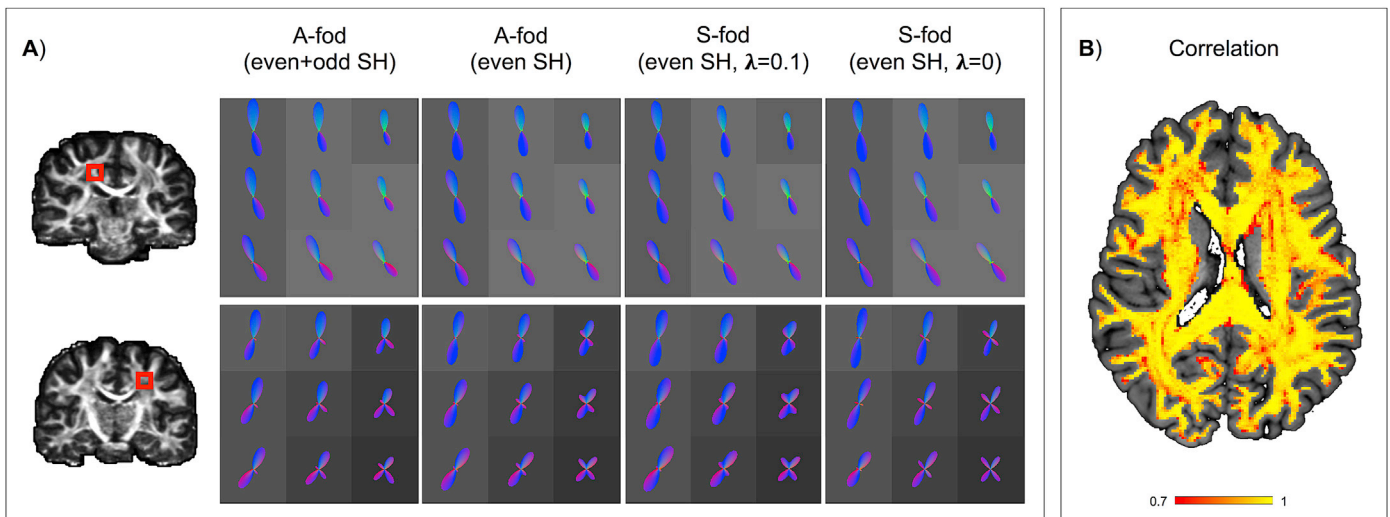 A)
A-fod
(even+odd SH)
A-fod
(even SH)
S-fod
(even SH, λ=0.1)
S-fod
(even SH, λ=0)
B)
Correlation
0.7
1